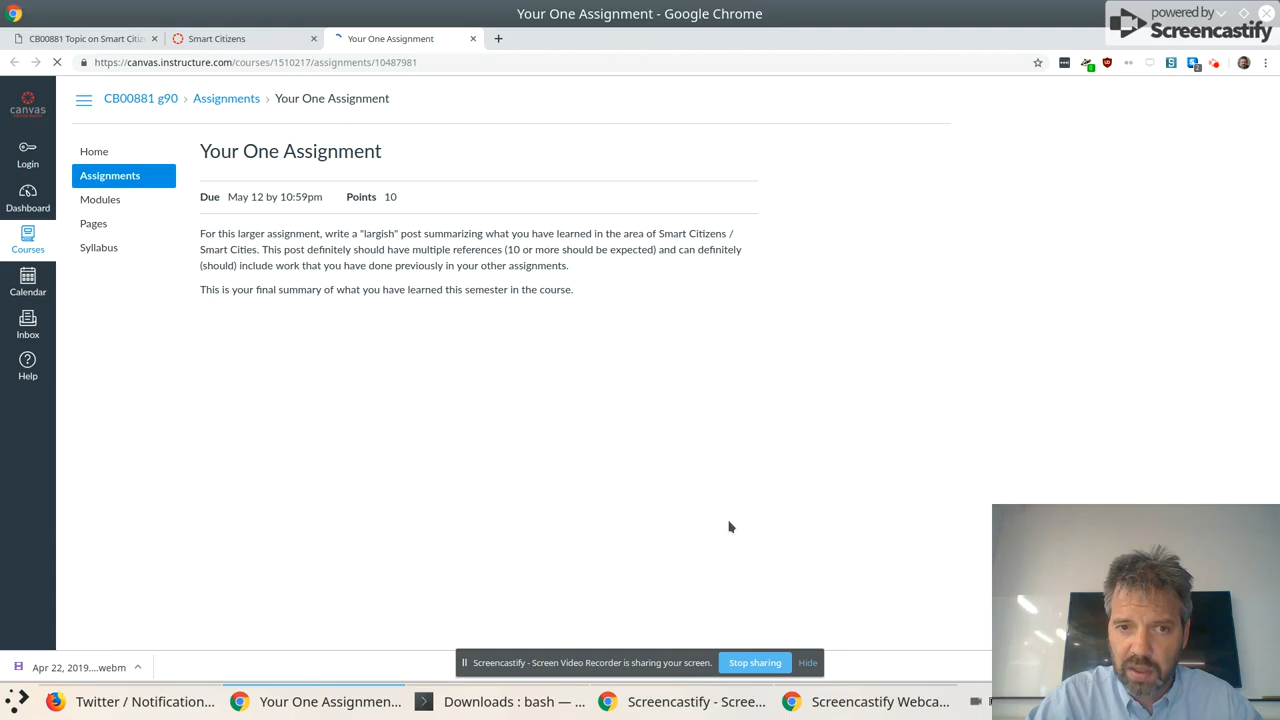 Your One Assignment - Google Chrome
powered by
Screencastify
CB00881 Topic on Smart Citiz
Smart Citizens
Your One Assignment
https://canvas.instructure.com/courses/1510217/assignments/10487981
canvas
CB00881 g90 > Assignments > Your One Assignment
Login
Dashboard
Courses
Calendar
Inbox
Help
Home
Assignments
Modules
Pages
Syllabus
Your One Assignment
Due May 12 by 10:59pm Points 10
For this larger assignment, write a "largish" post summarizing what you have learned in the area of Smart Citizens /
Smart Cities. This post definitely should have multiple references (10 or more should be expected) and can definitely
(should) include work that you have done previously in your other assignments.
This is your final summary of what you have learned this semester in the course.
Apr 22, 2019....webm
Screencastify - Screen Video Recorder is sharing your screen.
Stop sharing
Hide
Twitter / Notification...
Your One Assignmen...
Downloads : bash — ...
Screencastify - Scree...
Screencastify Webca...